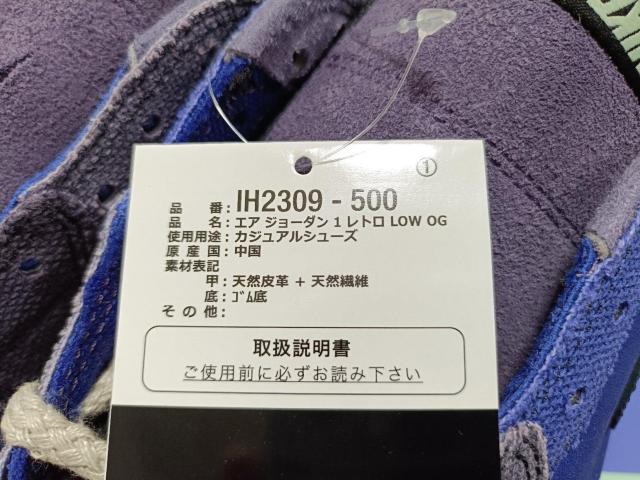 ①
品 番 : IH2309 - 500
品 名 : エア ジョーダン 1 レトロ LOW OG
使用用途 : カジュアルシューズ
原 産 国 : 中国
素材表記
甲 : 天然皮革 + 天然繊維
底 : ゴム底
そ の 他 :
取扱説明書
ご使用前に必ずお読み下さい